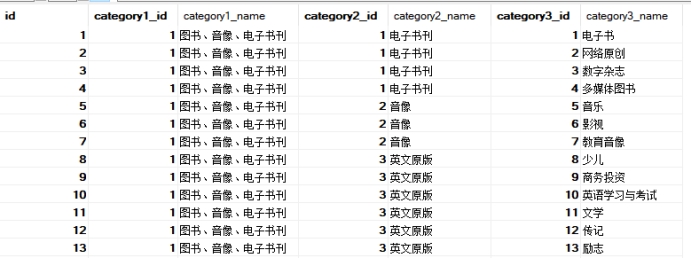 id category1_id category1_name category2_id category2_name category3_id category3_name
1 1 图书、音像、电子书刊 1 电子书刊 1 电子书
2 1 图书、音像、电子书刊 1 电子书刊 2 网络原创
3 1 图书、音像、电子书刊 1 电子书刊 3 数字杂志
4 1 图书、音像、电子书刊 1 电子书刊 4 多媒体图书
5 1 图书、音像、电子书刊 2 音像 5 音乐
6 1 图书、音像、电子书刊 2 音像 6 影视
7 1 图书、音像、电子书刊 2 音像 7 教育音像
8 1 图书、音像、电子书刊 3 英文原版 8 少儿
9 1 图书、音像、电子书刊 3 英文原版 9 商务投资
10 1 图书、音像、电子书刊 3 英文原版 10 英语学习与考试
11 1 图书、音像、电子书刊 3 英文原版 11 文学
12 1 图书、音像、电子书刊 3 英文原版 12 传记
13 1 图书、音像、电子书刊 3 英文原版 13 励志